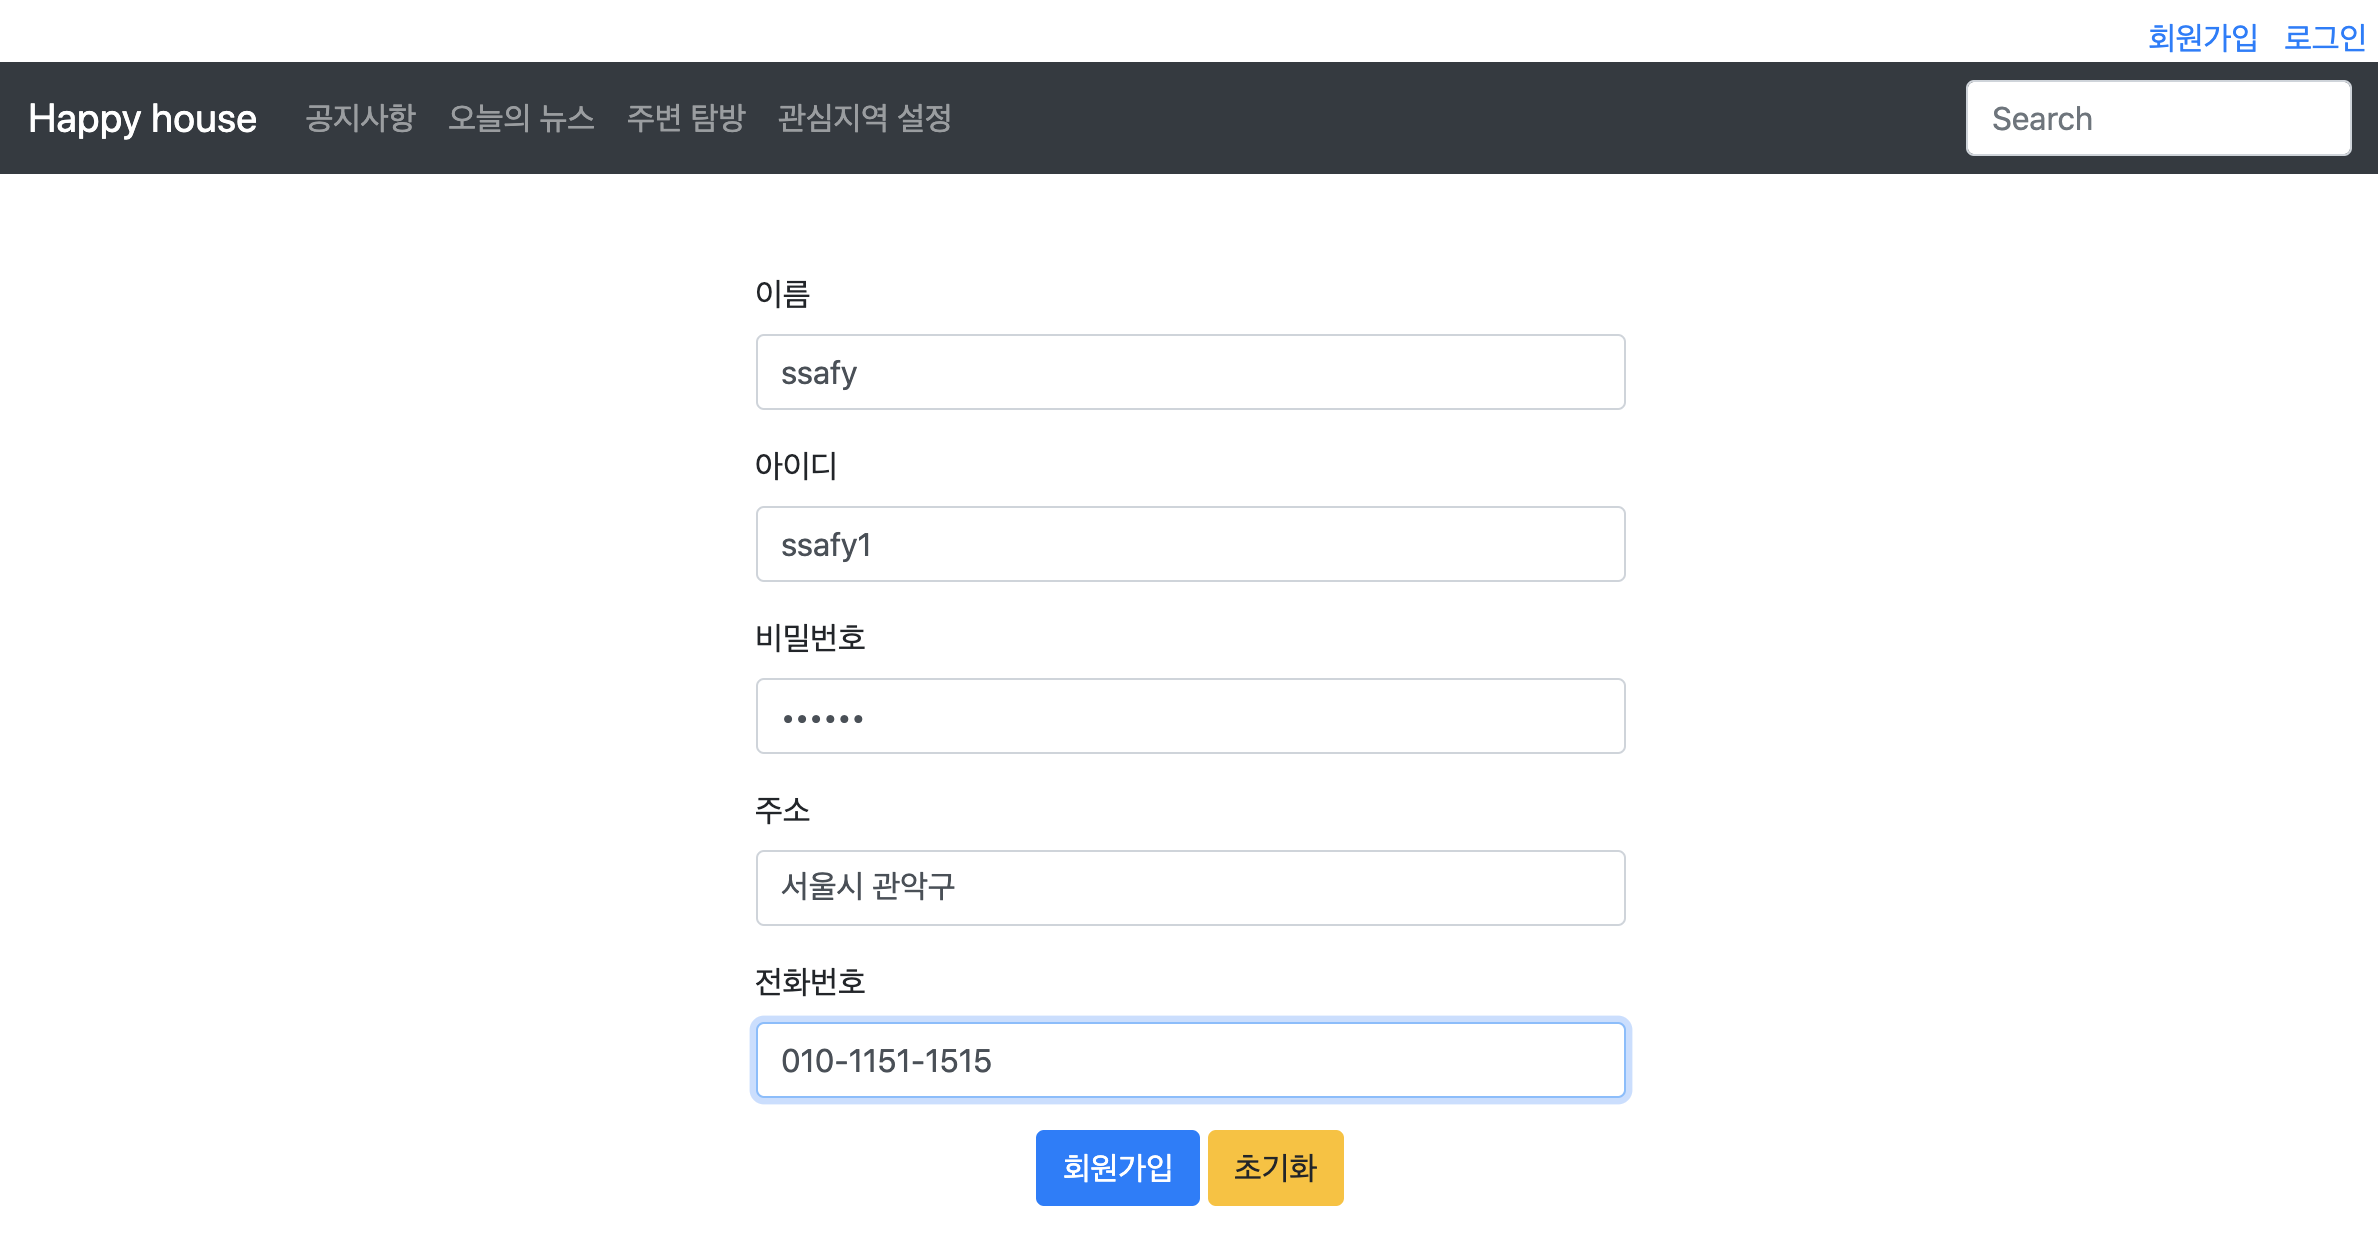 회원가입 로그인
Happy house 공지사항 오늘의 뉴스 주변 탐방 관심지역 설정 Search
이름
ssafy
아이디
ssafy1
비밀번호
••••••
주소
서울시 관악구
전화번호
010-1151-1515
회원가입 초기화